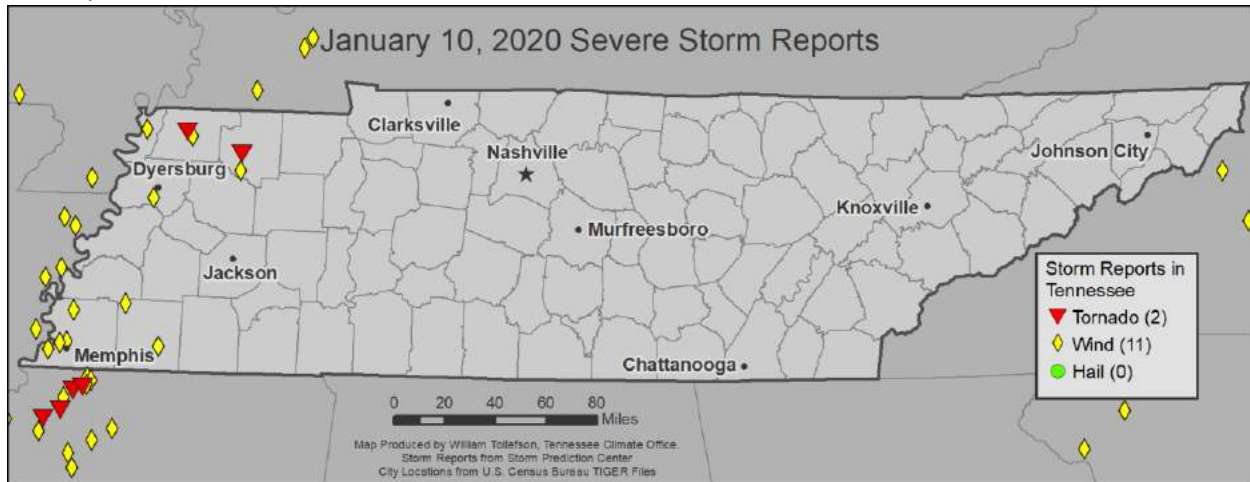 January 10, 2020 Severe Storm Reports
Clarksville
Nashville
Johnson City
Dyersburg
Knoxville
Murfreesboro
Jackson
Storm Reports in
Tennessee
Tornado (2)
Wind (11)
Hail (0)
Memphis
Chattanooga
0 20 40 60 80
Miles
Map Produced by William Tollefson, Tennessee Climate Office.
Storm Reports from Storm Prediction Center
City Locations from U.S. Census Bureau TIGER Files